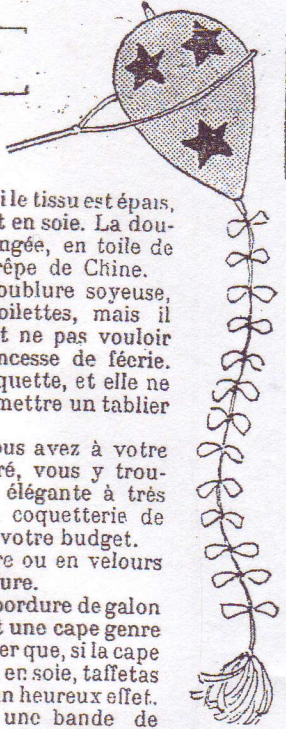 i le tissu est épais,
t en soie. La dou-
ngée, en toile de
rêpe de Chine.
oublure soyeuse,
oilettes, mais il
t ne pas vouloir
ncesse de féerie.
quette, et elle ne
mettre un tablier
ous avez à votre
ré, vous y trou-
élégante à très
coquetterie de
votre budget.
re ou en velours
ure.
bordure de galon
t une cape genre
er que, si la cape
en soie, taffetas
n heureux effet.
une bande de